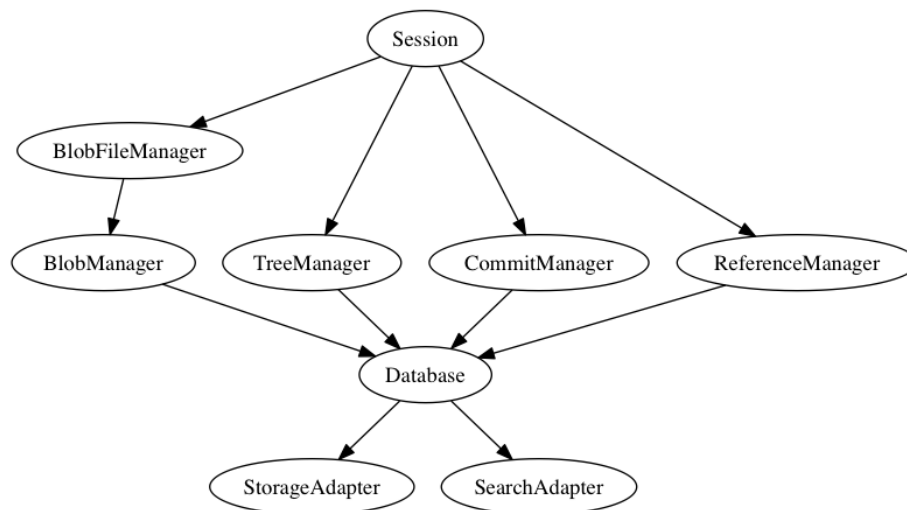 Session
BlobFileManager
BlobManager
TreeManager
CommitManager
ReferenceManager
Database
StorageAdapter
SearchAdapter